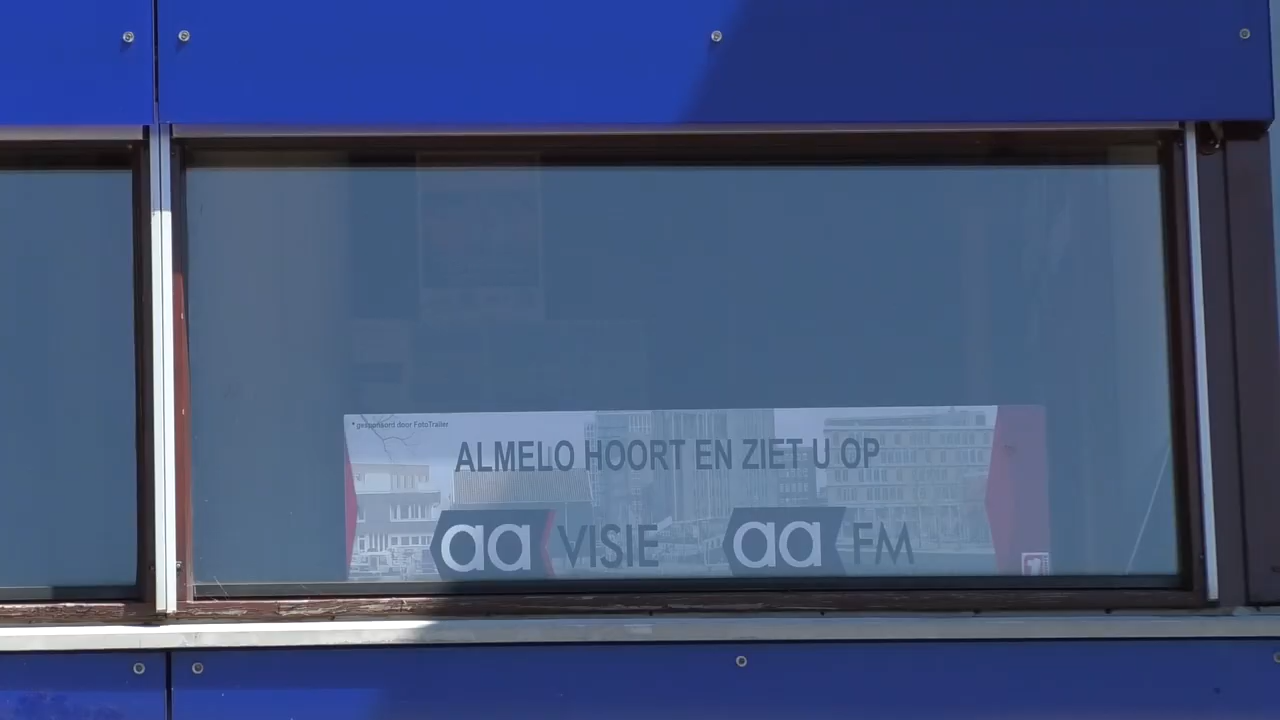 * gesponsord door FotoTrailer
ALMELO HOORT EN ZIET U OP
aa VISIE aa FM